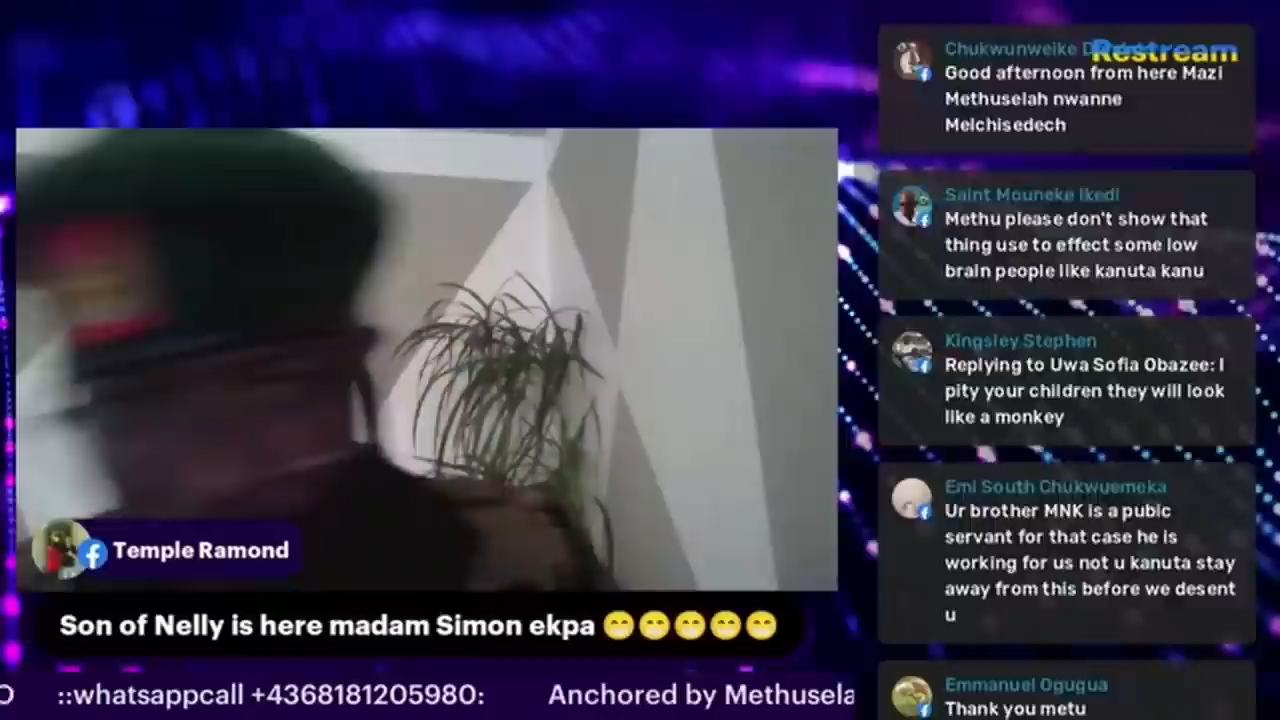 Chukwunweike
Restream
Good afternoon from here Mazi
Methuselah nwanne
Melchisedech
Saint Mouneke Ikedi
Methu please don't show that
thing use to effect some low
brain people like kanuta kanu
Kingsley Stephen
Replying to Uwa Sofia Obazee: I
pity your children they will look
like a monkey
Emi South Chukwuemeka
Ur brother MNK is a pubic
servant for that case he is
working for us not u kanuta stay
away from this before we desent
u
Emmanuel Ogugua
Thank you metu
Temple Ramond
Son of Nelly is here madam Simon ekpa 😁😁😁😁😁
O ::whatsappcall +4368181205980: Anchored by Methusela